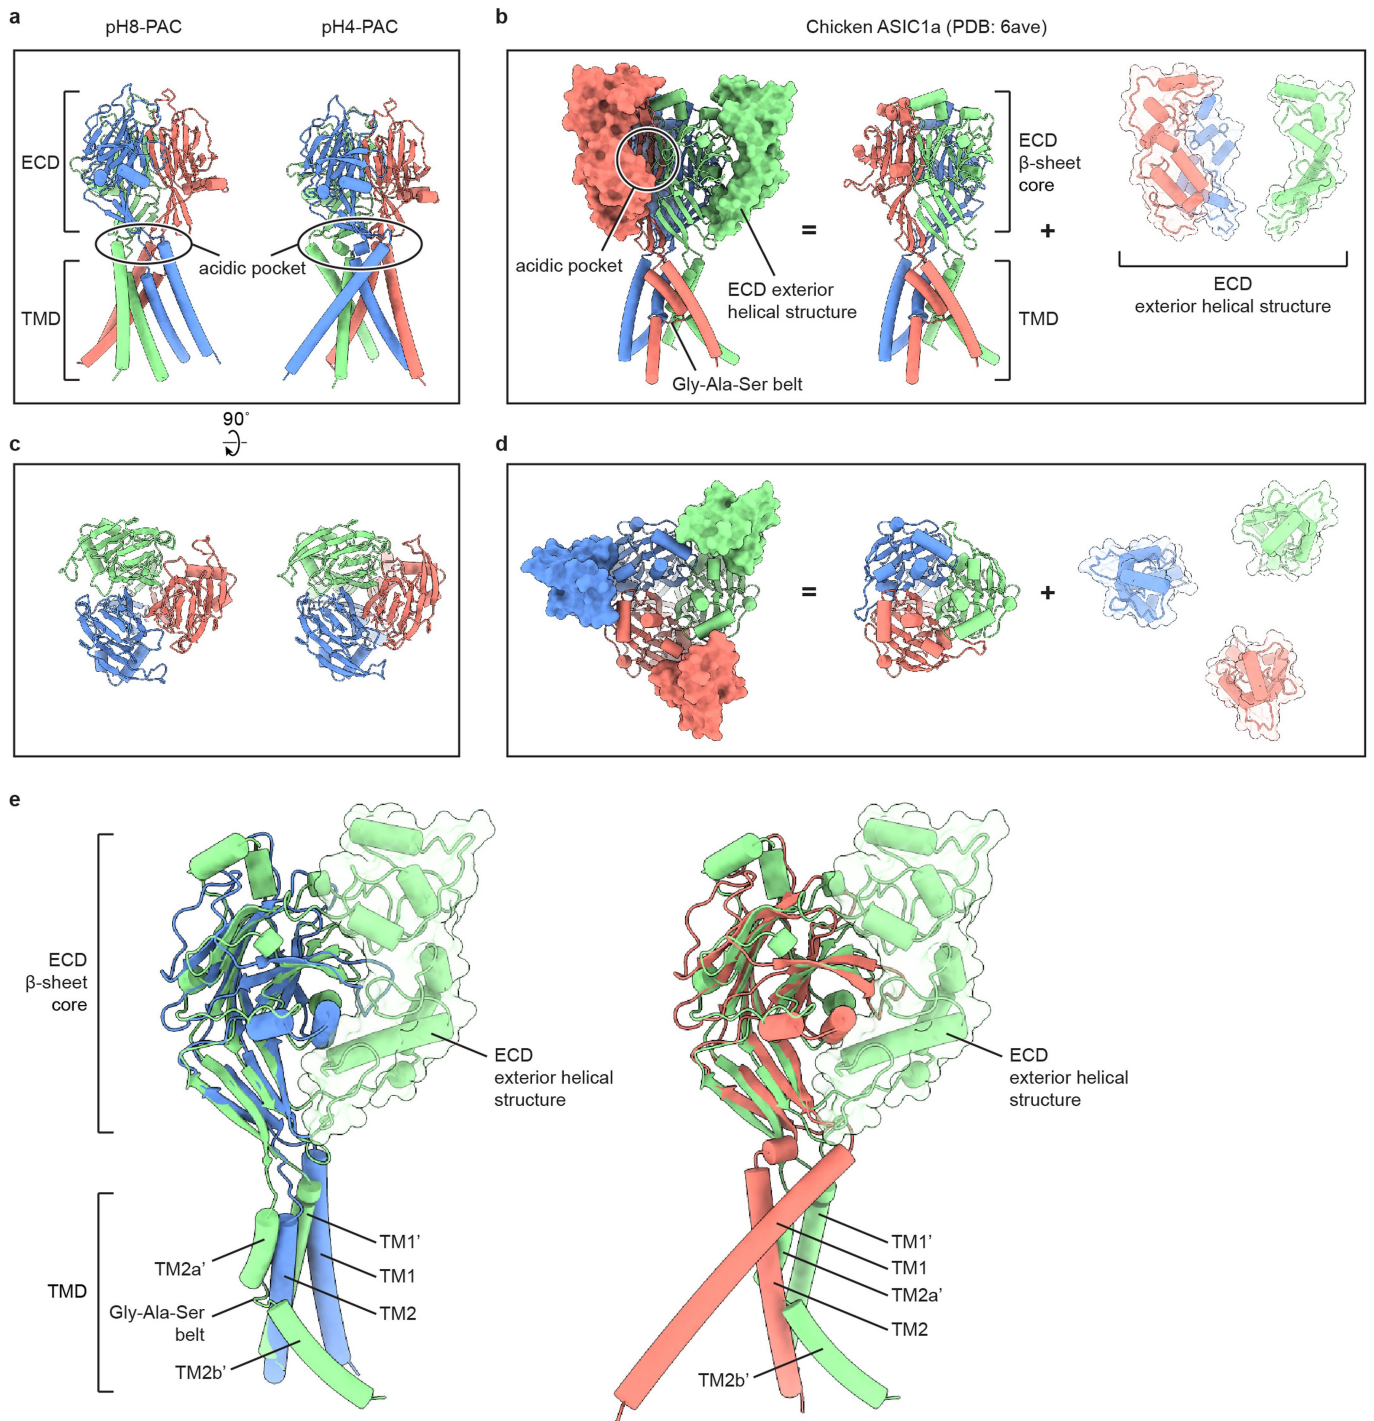 a
pH8-PAC
pH4-PAC
ECD
acidic pocket
TMD
b
Chicken ASIC1a (PDB: 6ave)
acidic pocket
ECD exterior
helical structure
Gly-Ala-Ser belt
=
ECD
β-sheet
core
TMD
+
ECD
exterior helical structure
90°
c
d
=
+
e
ECD
β-sheet
core
ECD
exterior helical
structure
TMD
TM2a’
Gly-Ala-Ser
belt
TM2b’
TM1’
TM1
TM2
ECD
exterior helical
structure
TM1’
TM1
TM2a’
TM2
TM2b’